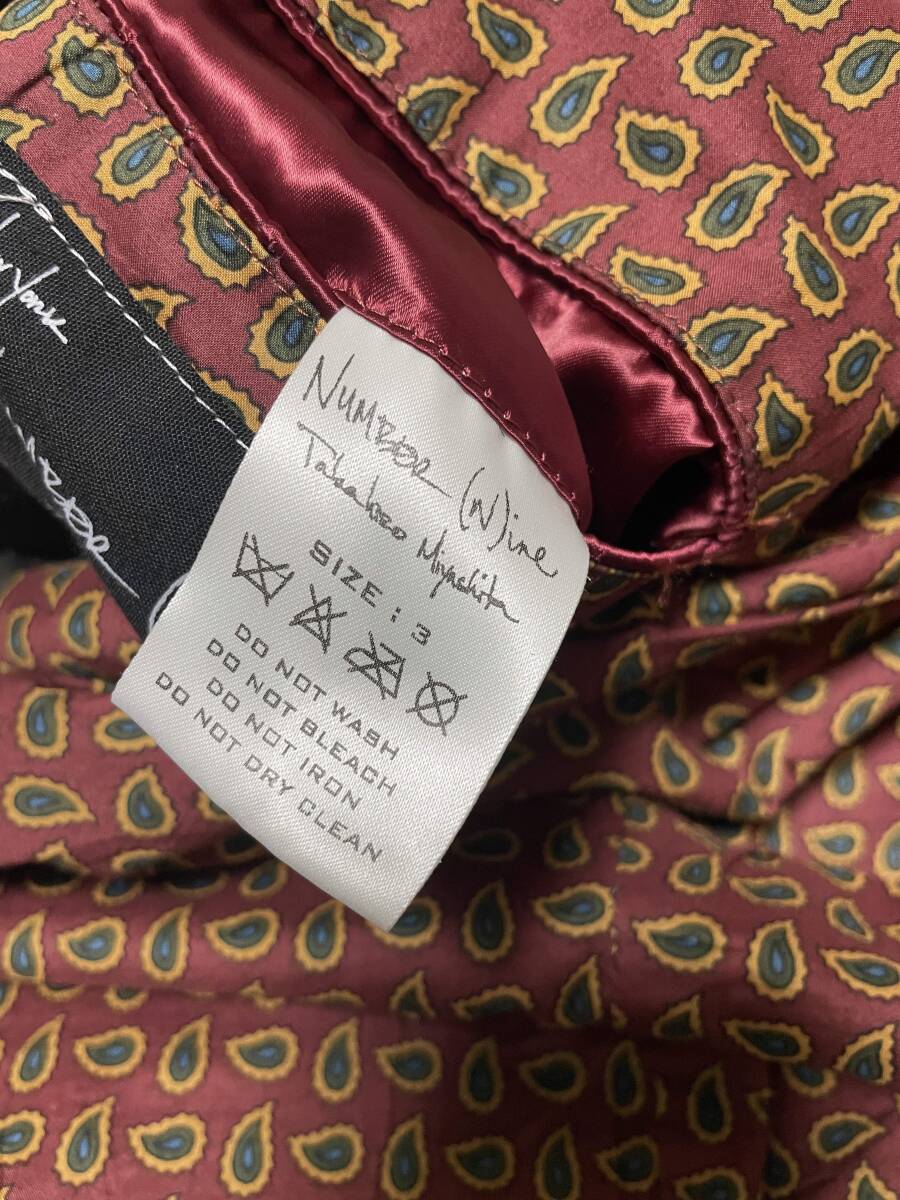 NUMBER (N)ine
Takahiro Miyashita
SIZE : 3
DO NOT WASH
DO NOT BLEACH
DO NOT IRON
DO NOT DRY CLEAN